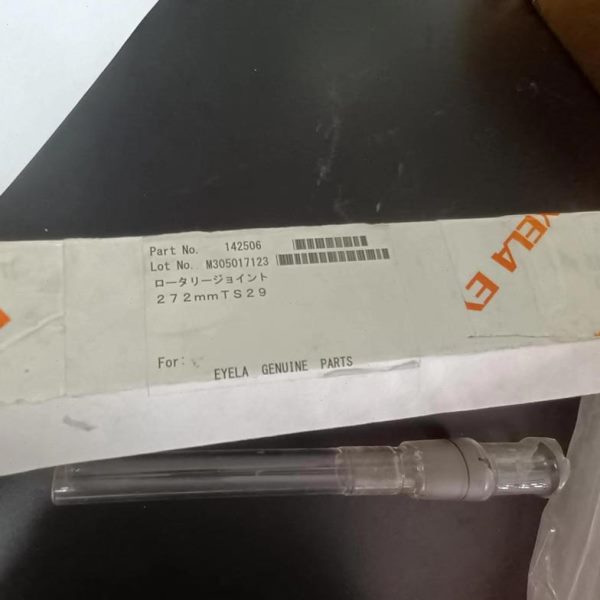 Part No. 142506
Lot No. M305017123
ロータリージョイント
272mmTS29
For:
EYELA GENUINE PARTS
EYELA EY